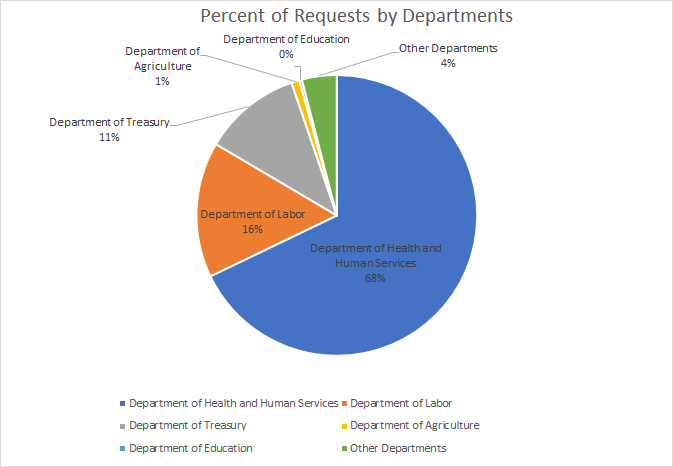 Percent of Requests by Departments
Department of Education
0%
Department of
Agriculture
1%
Other Departments
4%
Department of Treasury
11%
Department of Labor
16%
Department of Health and
Human Services
68%
Department of Health and Human Services
Department of Labor
Department of Treasury
Department of Agriculture
Department of Education
Other Departments